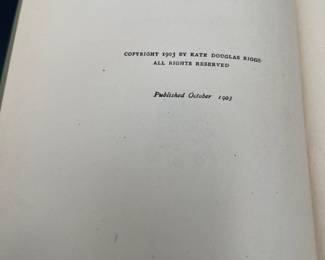 COPYRIGHT 1903 BY KATE DOUGLAS RIGGS
ALL RIGHTS RESERVED
Published October 1903